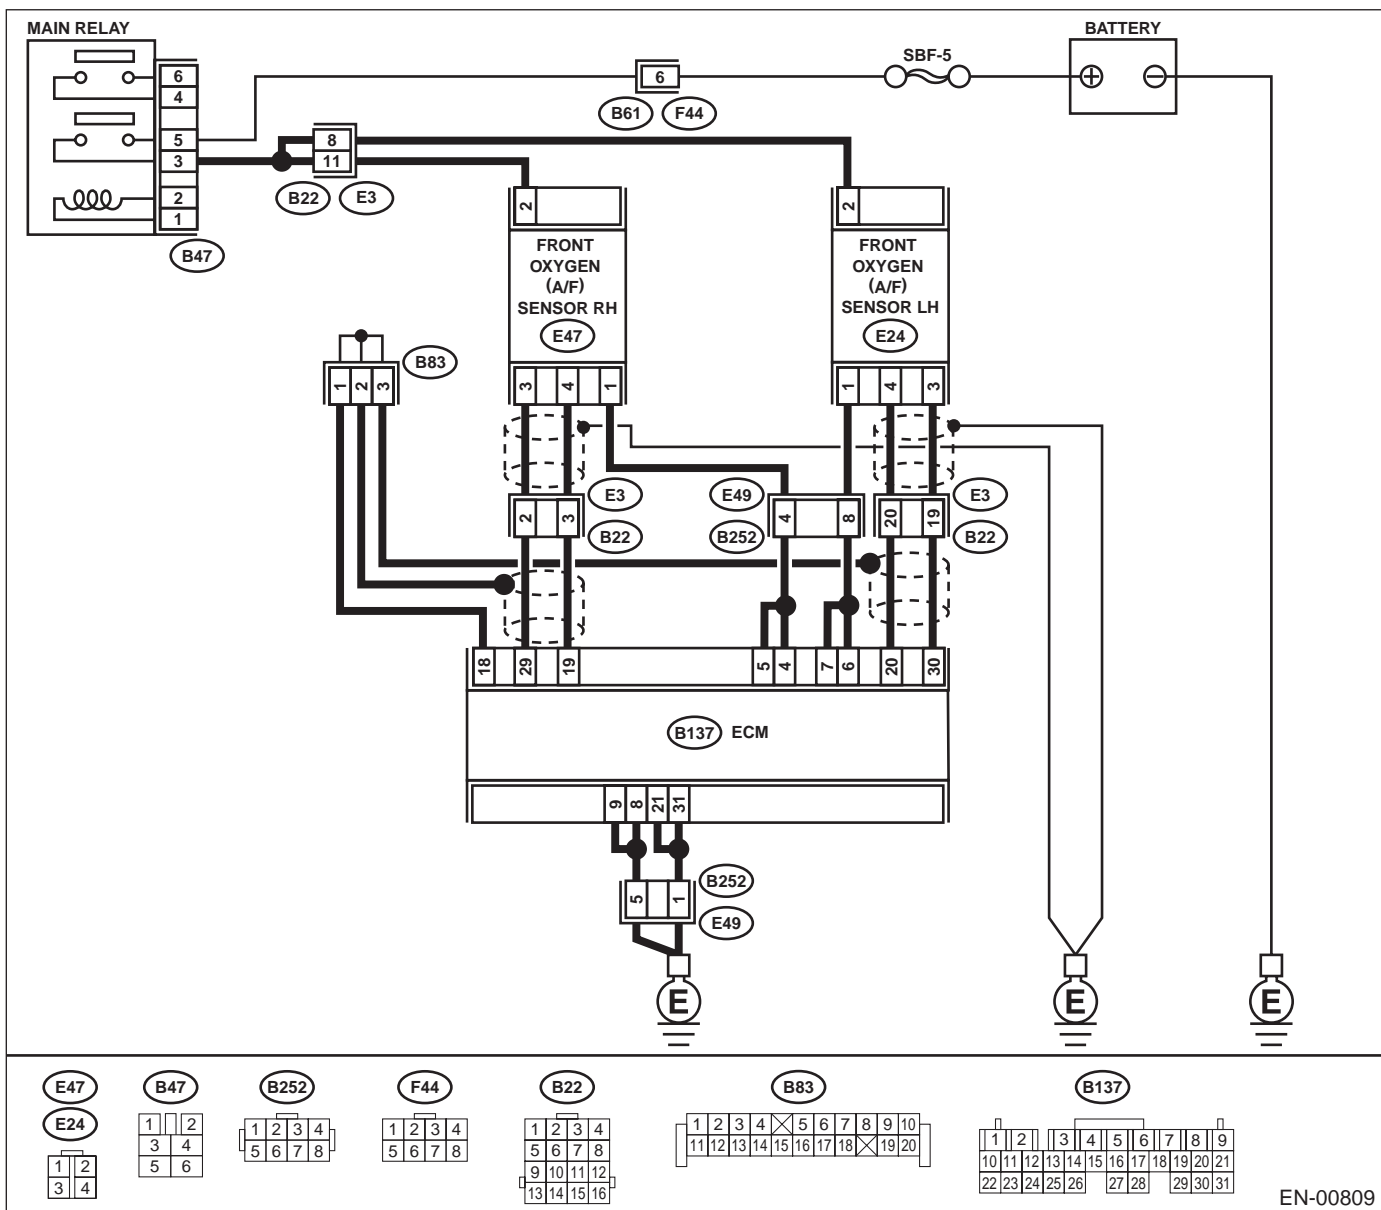 MAIN RELAY
BATTERY
SBF-5
6
4
5
3
2
1
B47
6
B61 F44
8
11
B22 E3
2
FRONT
OXYGEN
(A/F)
SENSOR RH
E47
3 4 1
2
FRONT
OXYGEN
(A/F)
SENSOR LH
E24
1 4 3
B83
1 2 3
E3
2 3
B22
E49
4 8
B252
E3
20 19
B22
18 29 19 5 4 7 6 20 30
B137 ECM
9 8 21 31
B252
5 1
E49
E E E
E47
E24
1 2
3 4
B47
1 2
3 4
5 6
B252
1 2 3 4
5 6 7 8
F44
1 2 3 4
5 6 7 8
B22
1 2 3 4
5 6 7 8
9 10 11 12
13 14 15 16
B83
1 2 3 4 5 6 7 8 9 10
11 12 13 14 15 16 17 18 19 20
B137
1 2 3 4 5 6 7 8 9
10 11 12 13 14 15 16 17 18 19 20 21
22 23 24 25 26 27 28 29 30 31
EN-00809